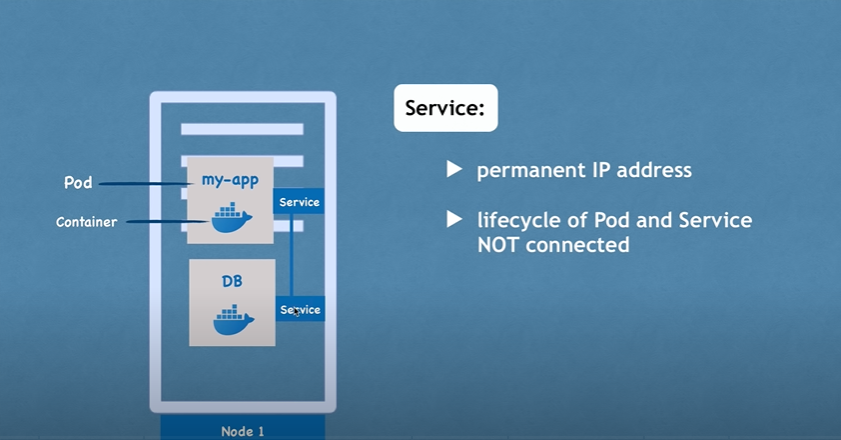 Service:
permanent IP address
lifecycle of Pod and Service
NOT connected
Pod
my-app
Service
Container
DB
Service
Node 1